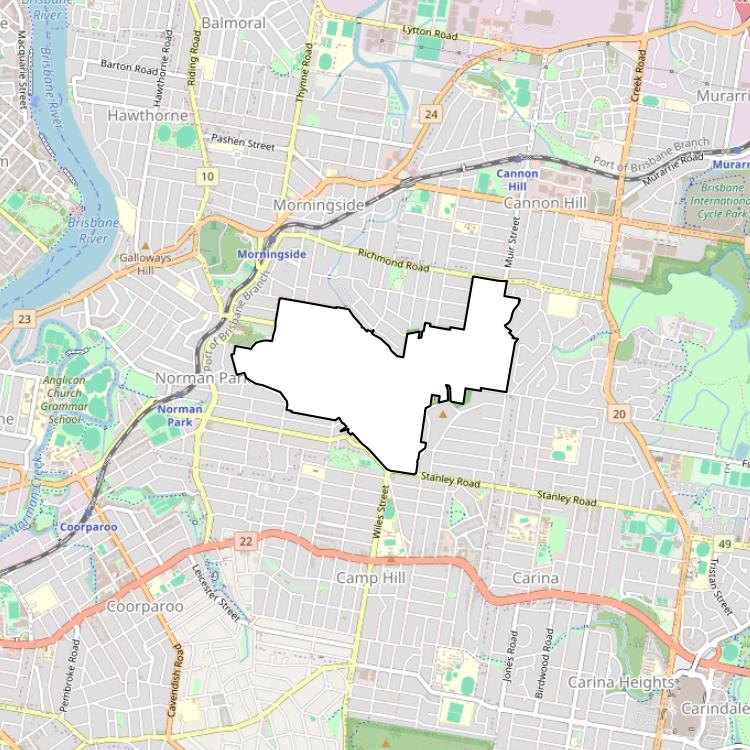 Balmoral
Lytton Road
Macquarie Street
Brisbane River
Hawthorne Road
Riding Road
Thynne Road
Creek Road
Barton Road
Murarrie
Hawthorne
24
Pashen Street
Port of Brisbane Branch
Murarrie Road
Cannon
Hill
10
Brisbane
International
Cycle Park
Morningside
Cannon Hill
Brisbane
River
Muir Street
Galloways
Hill
Morningside
Richmond Road
Port of Brisbane Branch
23
Anglican
Church
Grammar
School
Norman Park
Norman
Park
20
Norman Creek
Stanley Road
Stanley Road
Wiles Street
Coorparoo
22
49
Camp Hill
Carina
Leicester Street
Tristran Street
Coorparoo
Pembroke Road
Cavendish Road
Jones Road
Birdwood Road
Carina Heights
Carindale